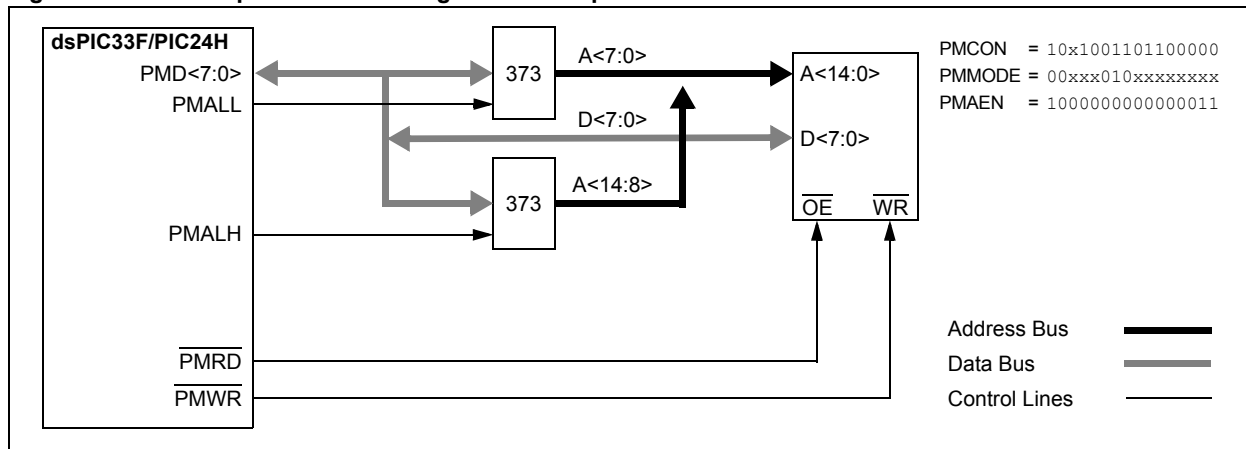 dsPIC33F/PIC24H
PMD<7:0>
PMALL
PMALH
PMRD
PMWR
373
373
A<7:0>
D<7:0>
A<14:8>
A<14:0>
D<7:0>
OE WR
PMCON = 10x1001101100000
PMMODE = 00xxx010xxxxxxxx
PMAEN = 1000000000000011
Address Bus
Data Bus
Control Lines